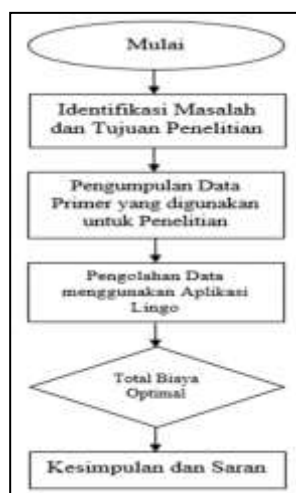 Mulai
Identifikasi Masalah
dan Tujuan Penelitian
Pengumpulan Data
Primer yang digunakan
untuk Penelitian
Pengolahan Data
menggunakan Aplikasi
Lingo
Total Biaya
Optimal
Kesimpulan dan Saran